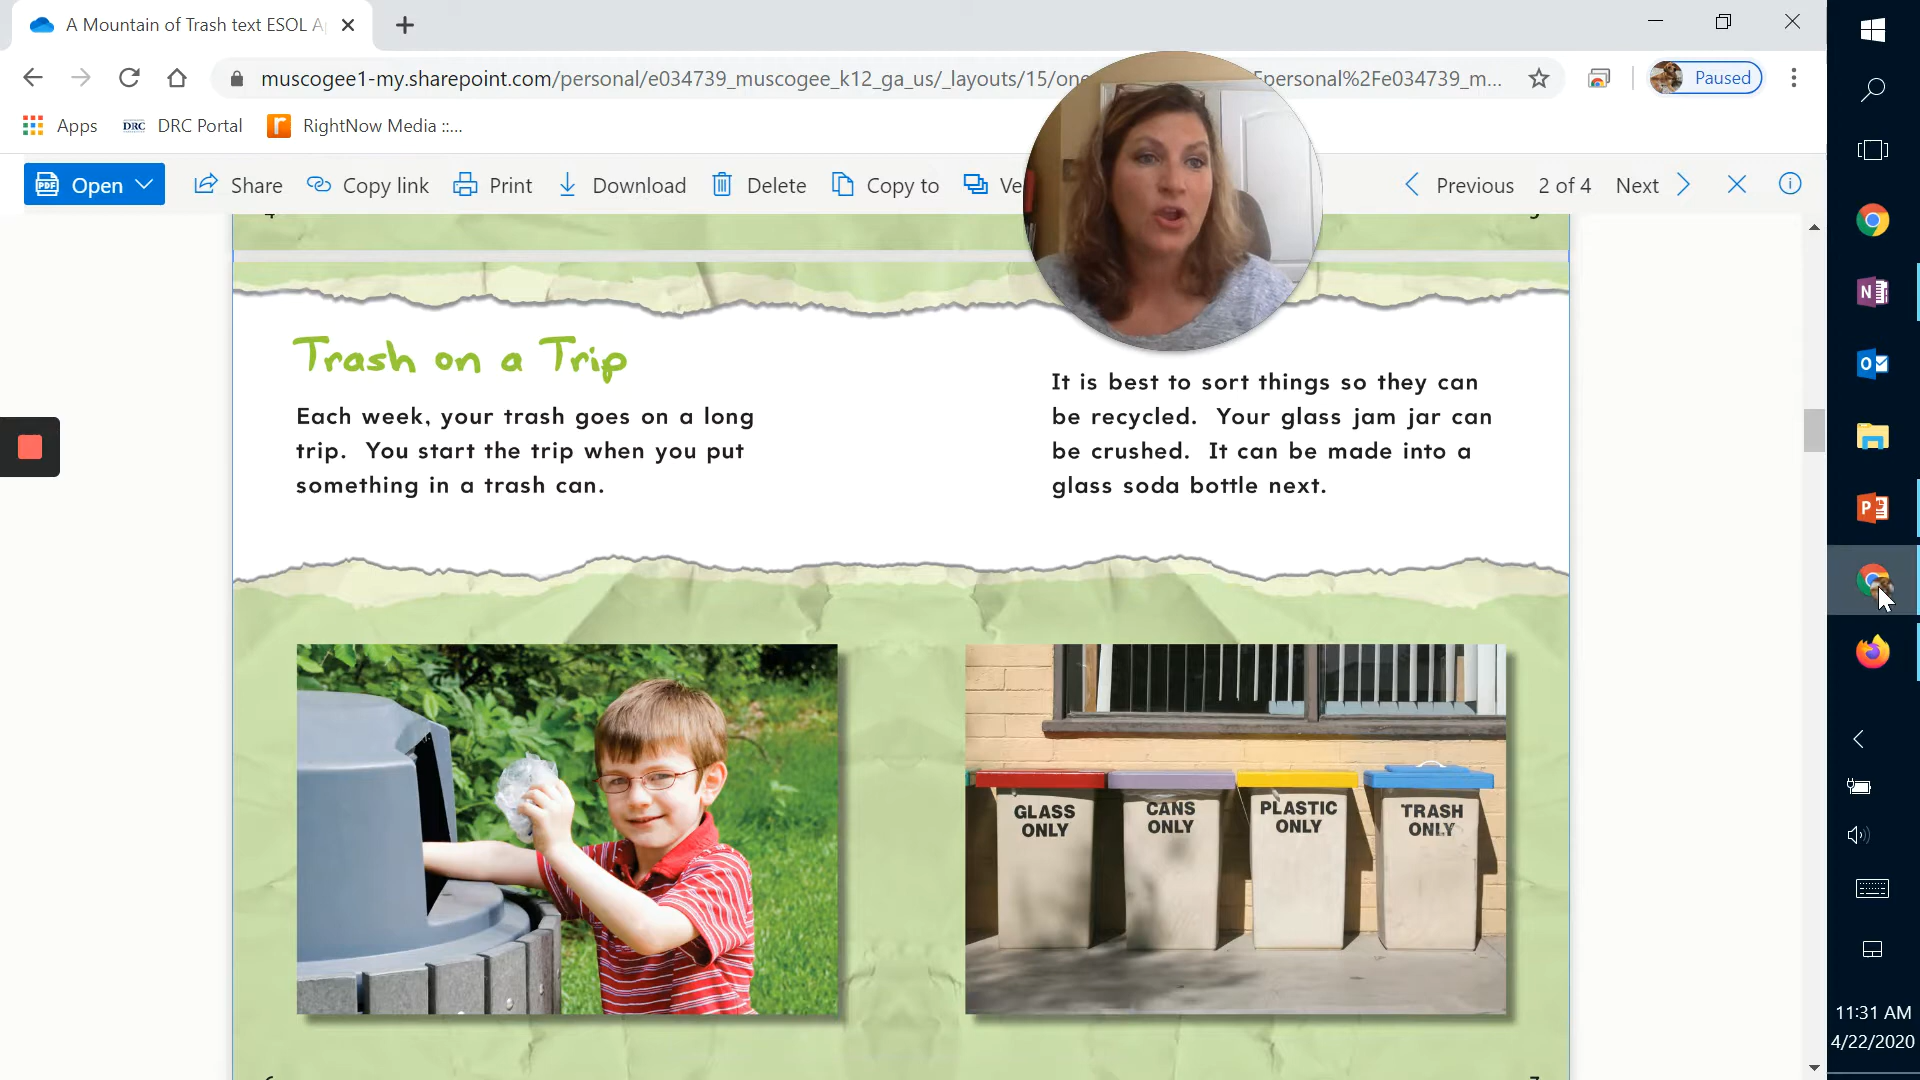 A Mountain of Trash text ESOL A
muscogee1-my.sharepoint.com/personal/e034739_muscogee_k12_ga_us/_layouts/15/one
personal%2Fe034739_m...
Paused
Apps
DRC DRC Portal
RightNow Media ::...
PDF Open
Share
Copy link
Print
Download
Delete
Copy to
Ve
Previous
2 of 4
Next
Trash on a Trip
Each week, your trash goes on a long
trip. You start the trip when you put
something in a trash can.
It is best to sort things so they can
be recycled. Your glass jam jar can
be crushed. It can be made into a
glass soda bottle next.
GLASS
ONLY
CANS
ONLY
PLASTIC
ONLY
TRASH
ONLY
11:31 AM
4/22/2020